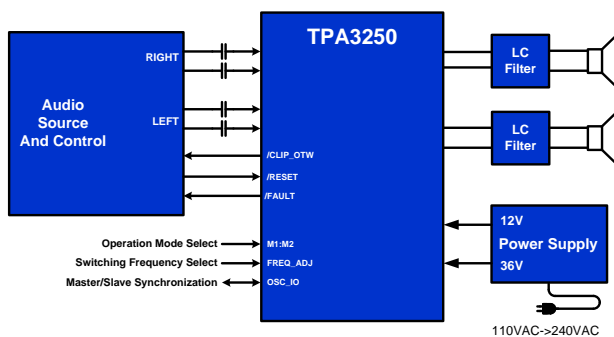 TPA3250
RIGHT
LEFT
Audio
Source
And Control
/CLIP_OTW
/RESET
/FAULT
Operation Mode Select
M1:M2
Switching Frequency Select
FREQ_ADJ
Master/Slave Synchronization
OSC_IO
LC
Filter
LC
Filter
12V
Power Supply
36V
110VAC->240VAC